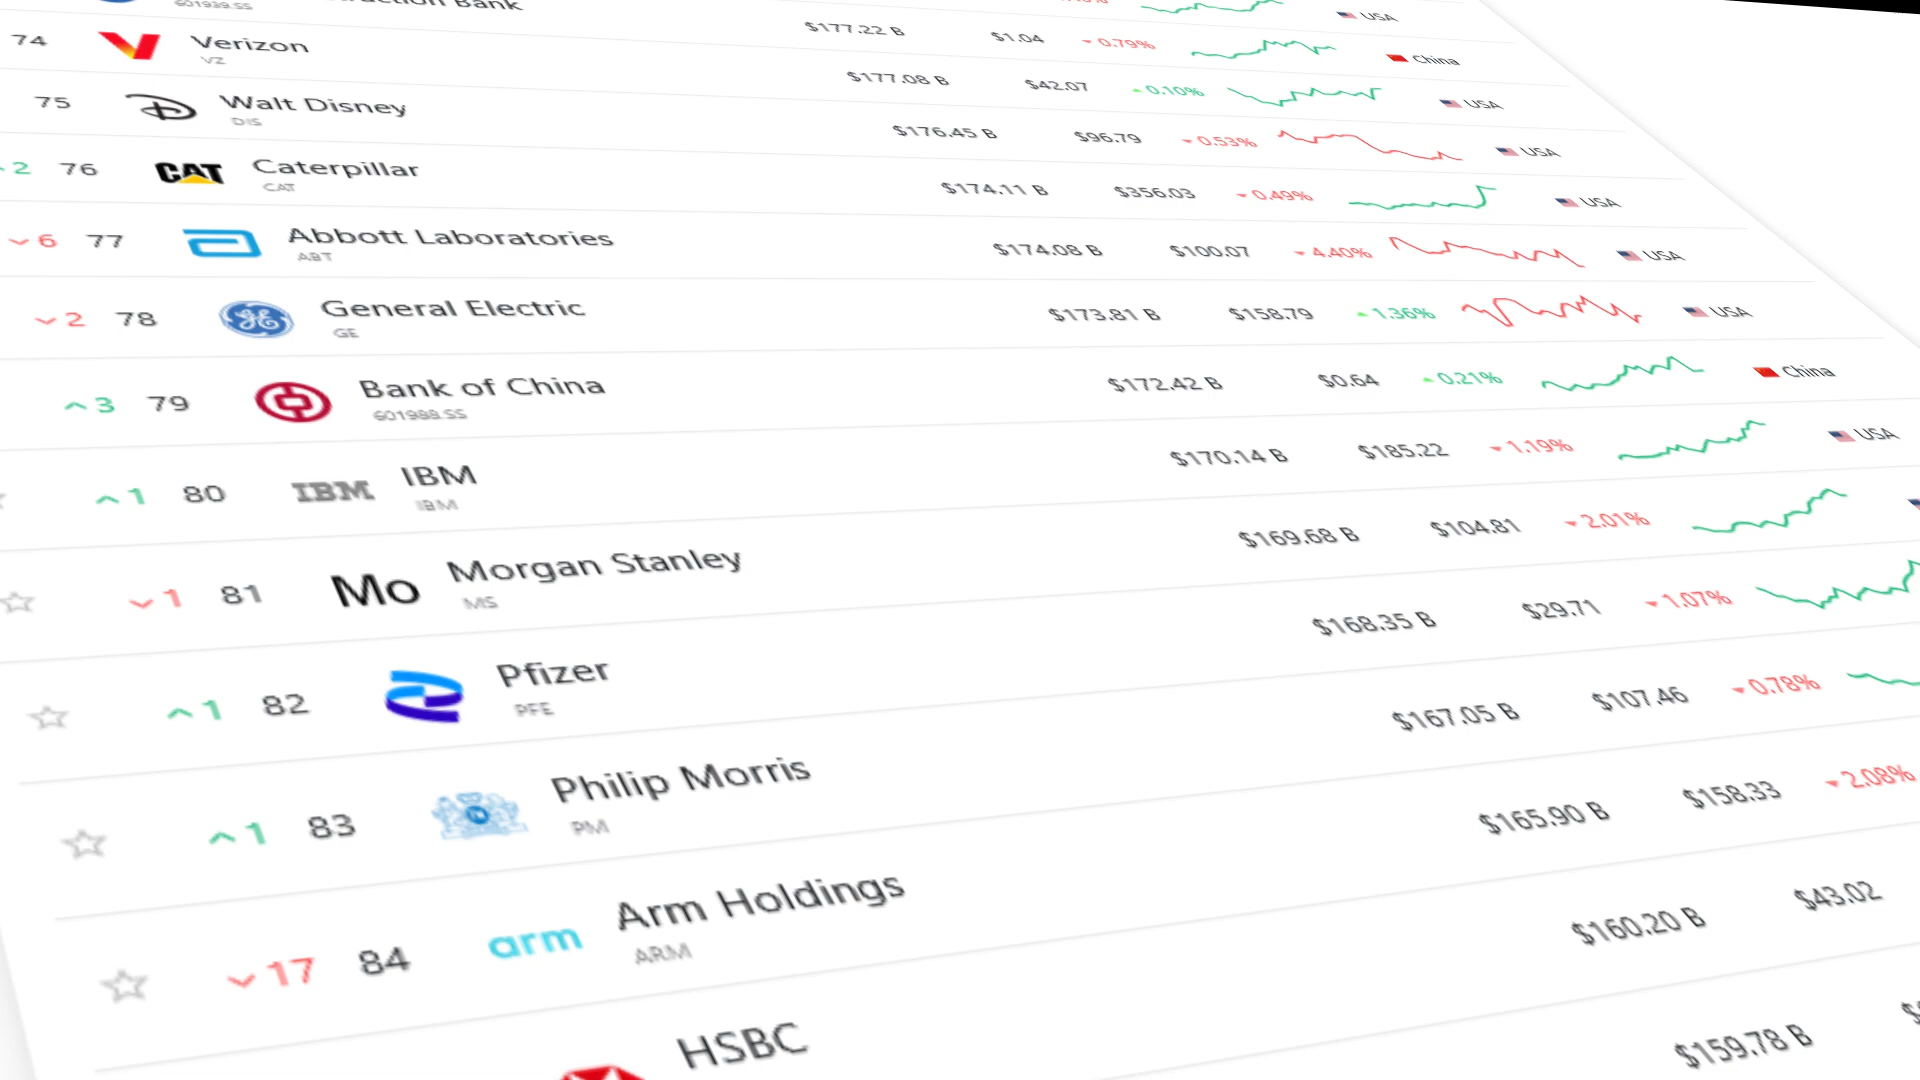 USA
Bank $177.22 B $1.04 0.79% China
601939.SS
74 Verizon $177.08 B $42.07 0.10% USA
VZ
75 Walt Disney $176.45 B $96.79 0.53% USA
DIS
2 76 CAT Caterpillar $174.11 B $356.03 0.49% USA
CAT
6 77 Abbott Laboratories $174.08 B $100.07 4.40% USA
ABT
2 78 GE General Electric $173.81 B $158.79 1.36% USA
GE
3 79 Bank of China $172.42 B $0.64 0.21% China
601988.SS
1 80 IBM IBM $170.14 B $185.22 1.19% USA
IBM
1 81 Mo Morgan Stanley $169.68 B $104.81 2.01%
MS
1 82 Pfizer $168.35 B $29.71 1.07%
PFE
1 83 Philip Morris $167.05 B $107.46 0.78%
PM
17 84 arm Arm Holdings $165.90 B $158.33 2.08%
ARM
HSBC $160.20 B $43.02
$159.78 B